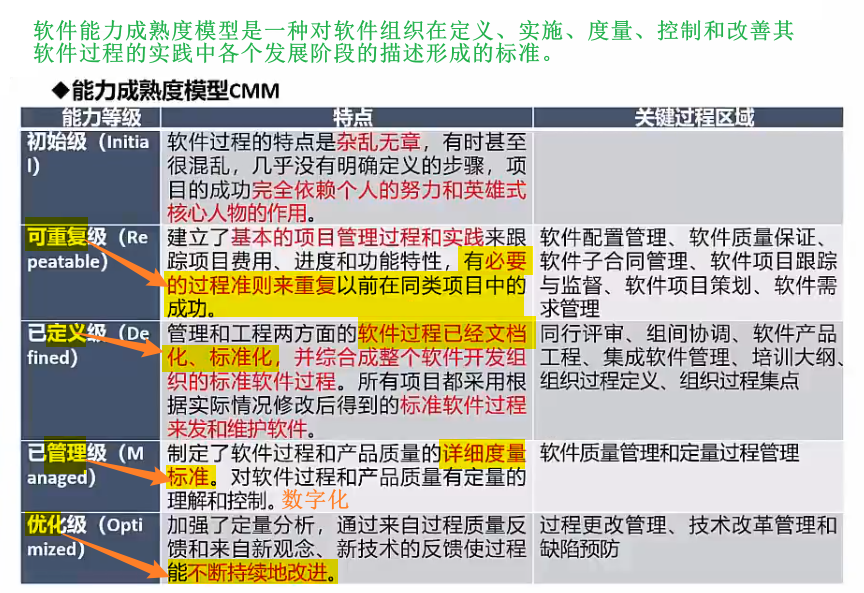 软件能力成熟度模型是一种对软件组织在定义、实施、度量、控制和改善其
软件过程的实践中各个发展阶段的描述形成的标准。
◆能力成熟度模型CMM
能力等级 特点 关键过程区域
初始级（Initia
l）
软件过程的特点是杂乱无章，有时甚至
很混乱，几乎没有明确定义的步骤，项
目的成功完全依赖个人的努力和英雄式
核心人物的作用。
可重复级（Re
peatable）
建立了基本的项目管理过程和实践来跟
踪项目费用、进度和功能特性，有必要
的过程准则来重复以前在同类项目中的
成功。
软件配置管理、软件质量保证、
软件子合同管理、软件项目跟踪
与监督、软件项目策划、软件需
求管理
已定义级（De
fined）
管理和工程两方面的软件过程已经文档
化、标准化，并综合成整个软件开发组
织的标准软件过程。所有项目都采用根
据实际情况修改后得到的标准软件过程
来发和维护软件。
同行评审、组间协调、软件产品
工程、集成软件管理、培训大纲、
组织过程定义、组织过程集点
已管理级（M
anaged）
制定了软件过程和产品质量的详细度量
标准。对软件过程和产品质量有定量的
理解和控制。数字化
软件质量管理和定量过程管理
优化级（Opti
mized）
加强了定量分析，通过来自过程质量反
馈和来自新观念、新技术的反馈使过程
能不断持续地改进。
过程更改管理、技术改革管理和
缺陷预防